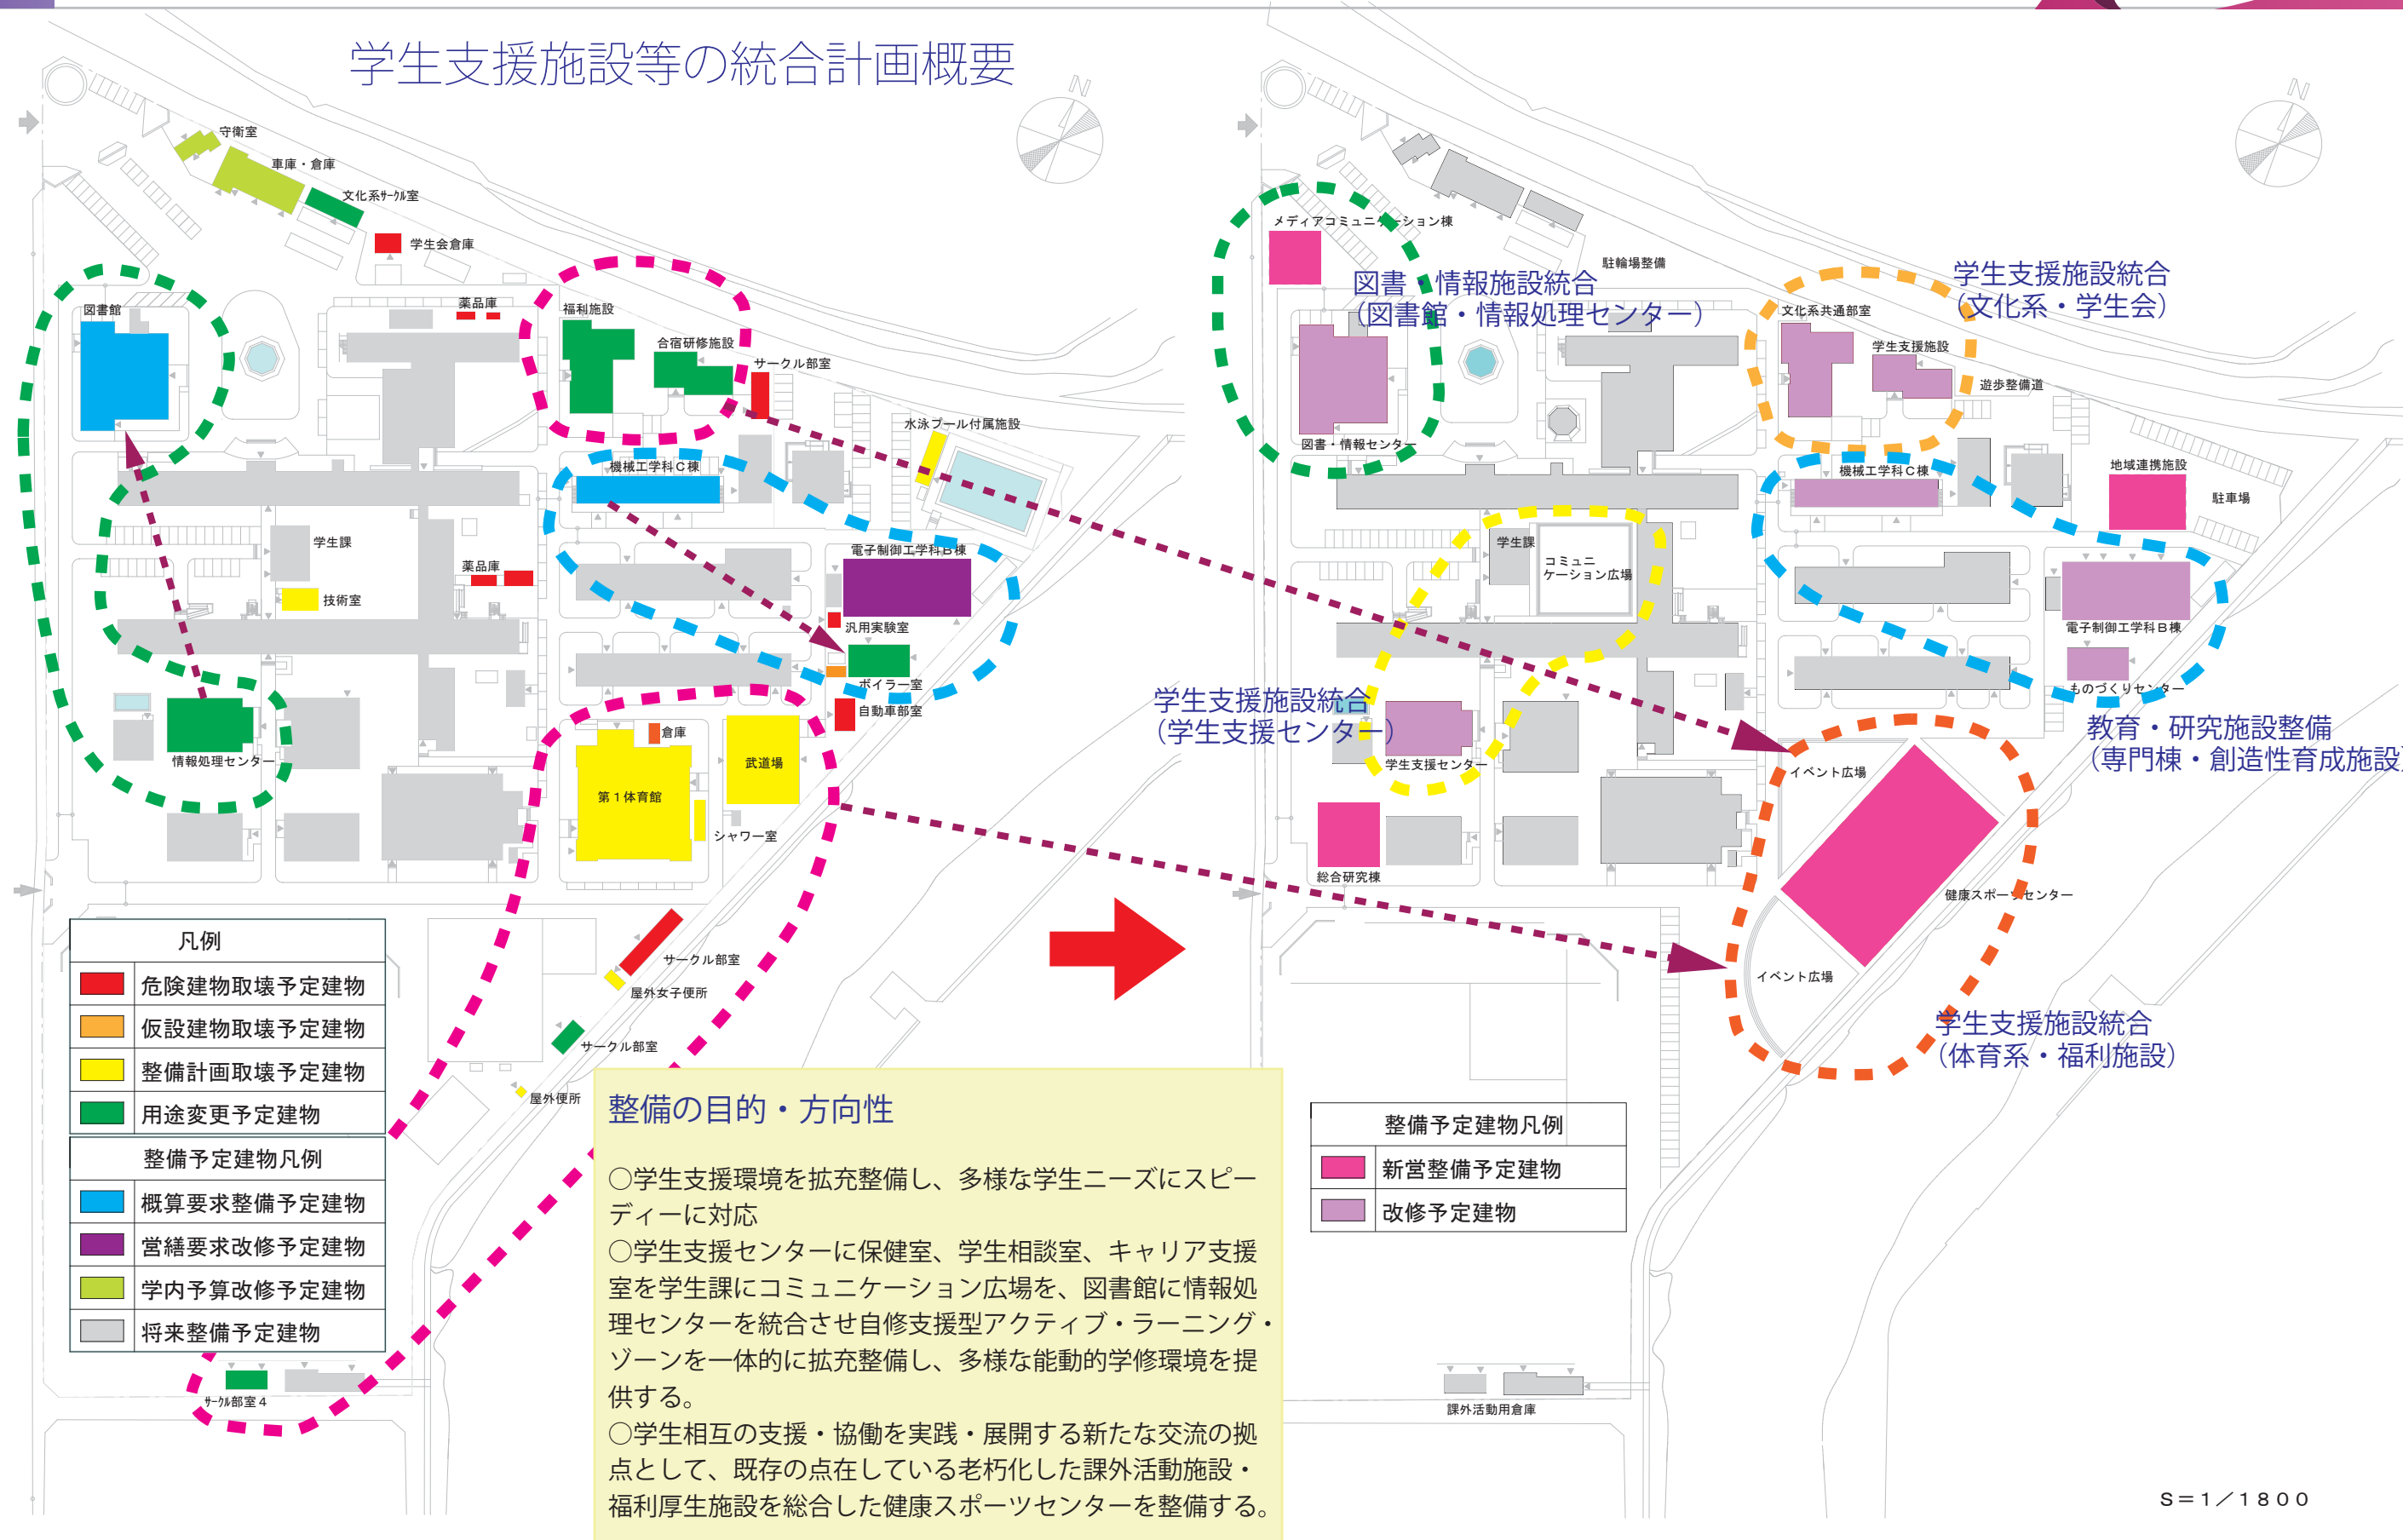 学生支援施設等の統合計画概要
N
守衛室
車庫・倉庫
文化系サークル室
学生会倉庫
図書館
薬品庫
福利施設
合宿研修施設
サークル部室
水泳プール付属施設
機械工学科C棟
学生課
薬品庫
電子制御工学科B棟
技術室
汎用実験室
ボイラー室
自動車部室
倉庫
情報処理センター
武道場
第1体育館
シャワー室
サークル部室
屋外女子便所
サークル部室
屋外便所
サークル部室4
凡例
危険建物取壊予定建物
仮設建物取壊予定建物
整備計画取壊予定建物
用途変更予定建物
整備予定建物凡例
概算要求整備予定建物
営繕要求改修予定建物
学内予算改修予定建物
将来整備予定建物
整備の目的・方向性
○学生支援環境を拡充整備し、多様な学生ニーズにスピー
ディーに対応
○学生支援センターに保健室、学生相談室、キャリア支援
室を学生課にコミュニケーション広場を、図書館に情報処
理センターを統合させ自修支援型アクティブ・ラーニング・
ゾーンを一体的に拡充整備し、多様な能動的学修環境を提
供する。
○学生相互の支援・協働を実践・展開する新たな交流の拠
点として、既存の点在している老朽化した課外活動施設・
福利厚生施設を総合した健康スポーツセンターを整備する。
N
メディアコミュニケーション棟
駐輪場整備
図書・情報施設統合
(図書館・情報処理センター)
学生支援施設統合
(文化系・学生会)
文化系共通部室
学生支援施設
遊歩整備道
図書・情報センター
機械工学科C棟
地域連携施設
駐車場
学生課
コミュニ
ケーション広場
電子制御工学科B棟
ものづくりセンター
学生支援施設統合
(学生支援センター)
学生支援センター
教育・研究施設整備
(専門棟・創造性育成施設)
イベント広場
総合研究棟
健康スポーツセンター
イベント広場
学生支援施設統合
(体育系・福利施設)
整備予定建物凡例
新営整備予定建物
改修予定建物
課外活動用倉庫
S=1/1800